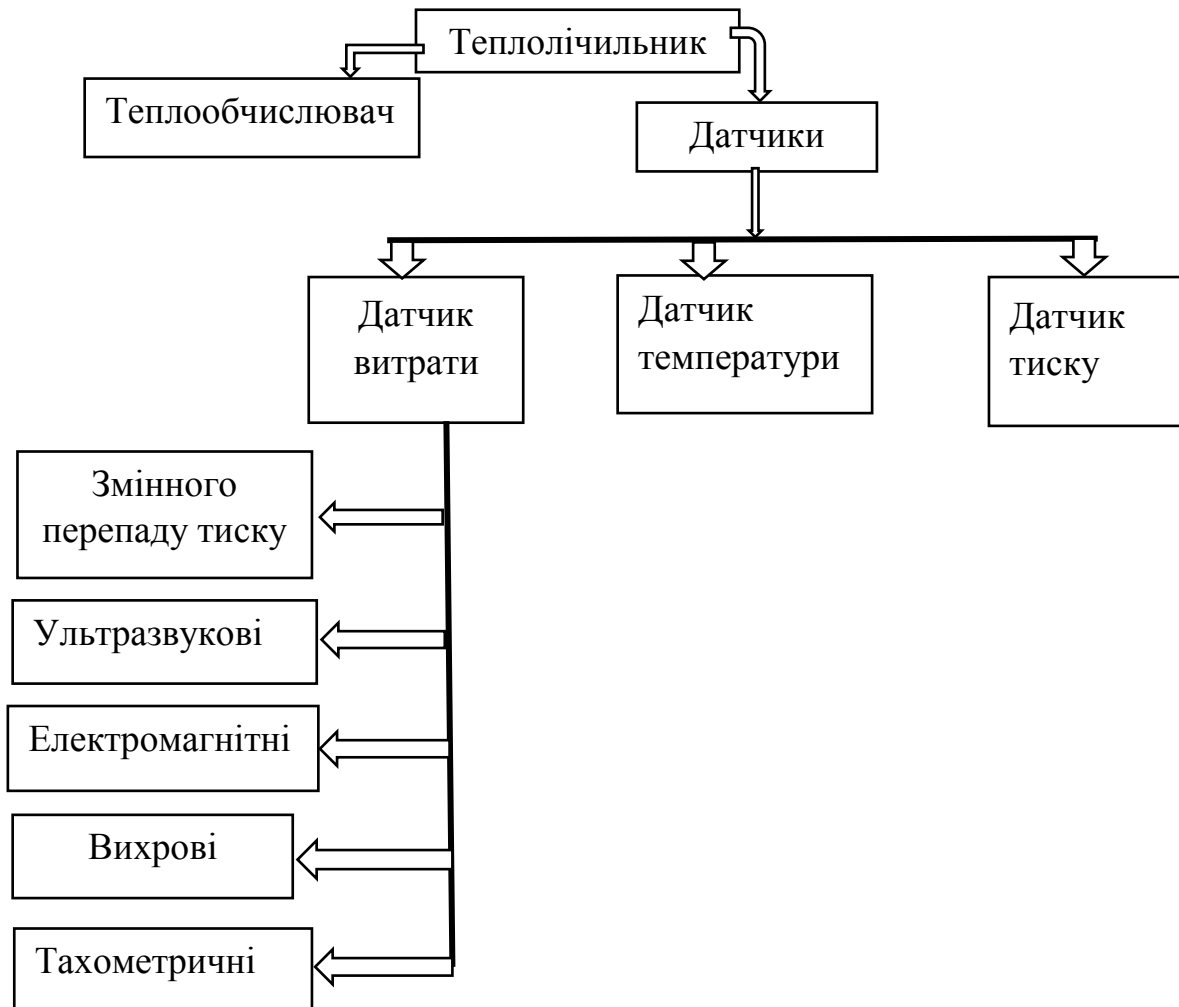 Теплолічильник
Теплообчислювач
Датчики
Датчик
витрати
Датчик
температури
Датчик
тиску
Змінного
перепаду тиску
Ультразвукові
Електромагнітні
Вихрові
Тахометричні